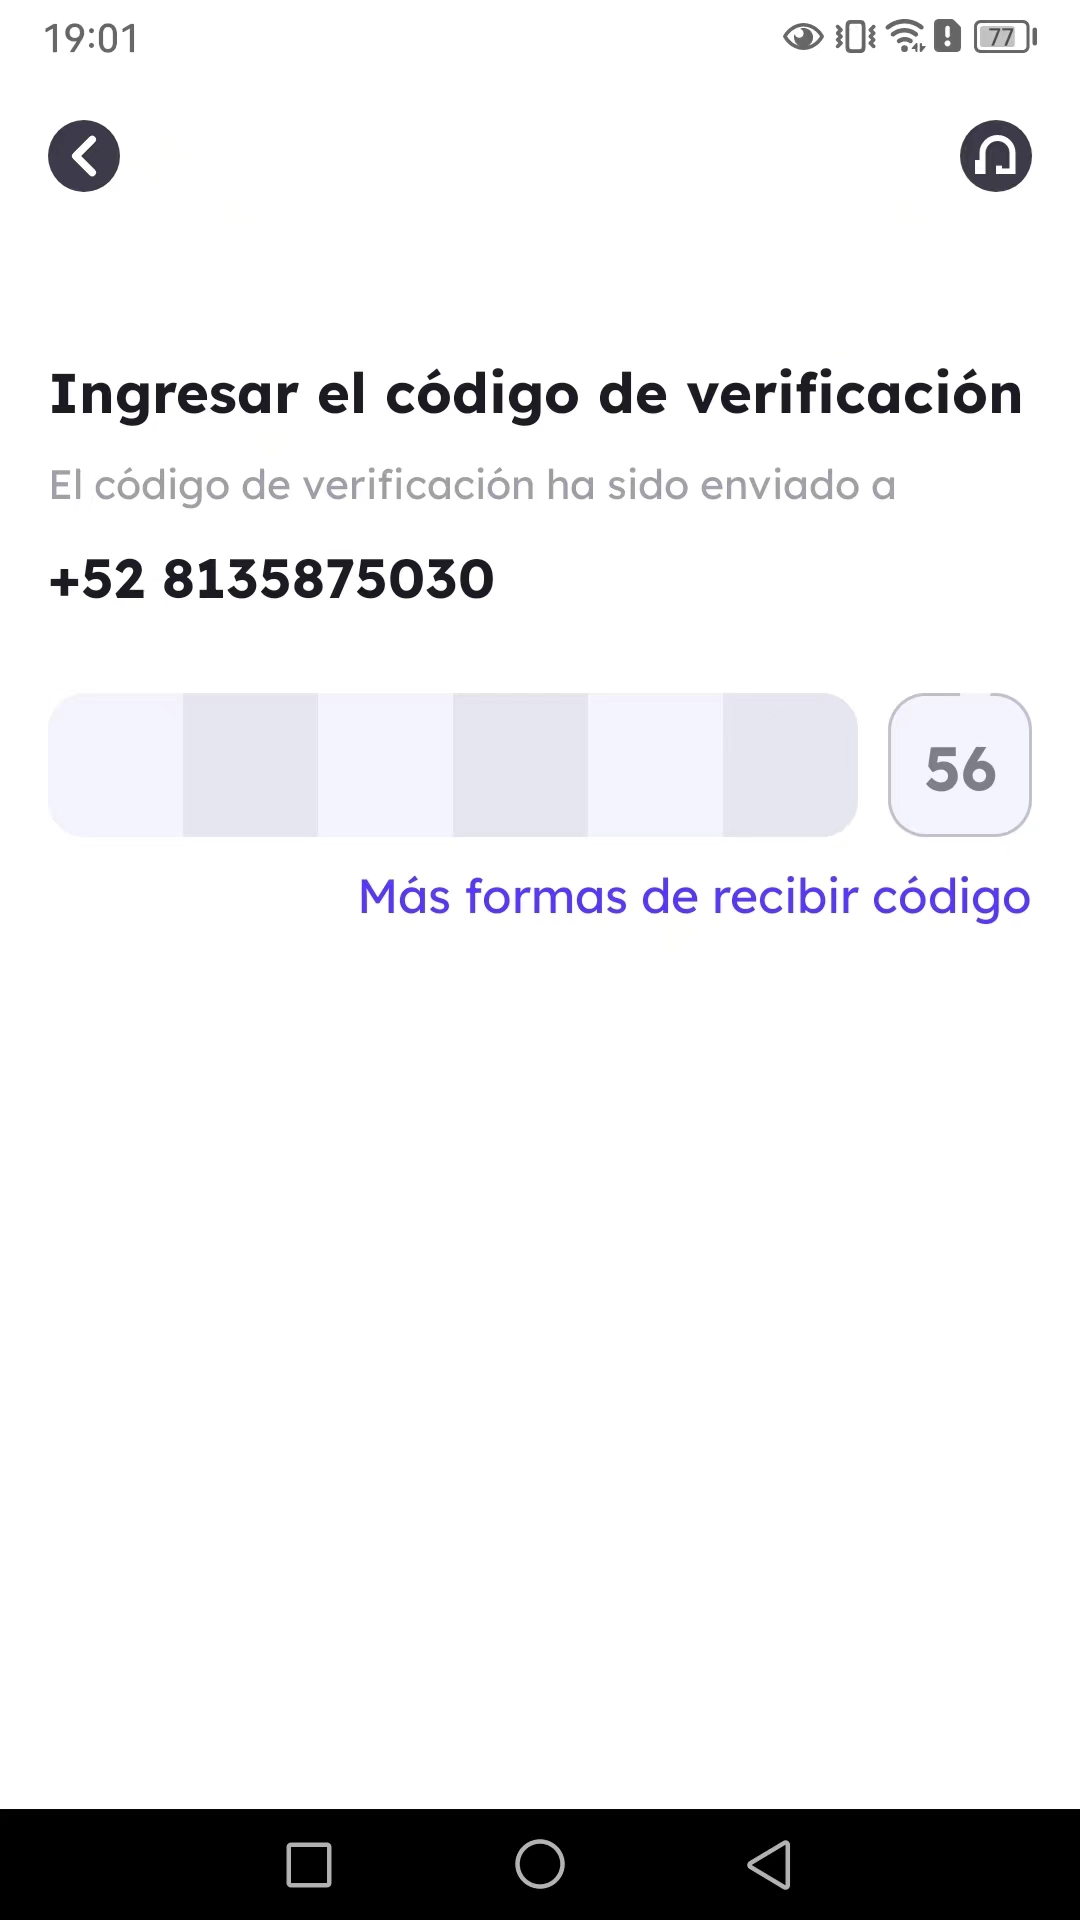 19:01
77
Ingresar el código de verificación
El código de verificación ha sido enviado a
+52 8135875030
56
Más formas de recibir código